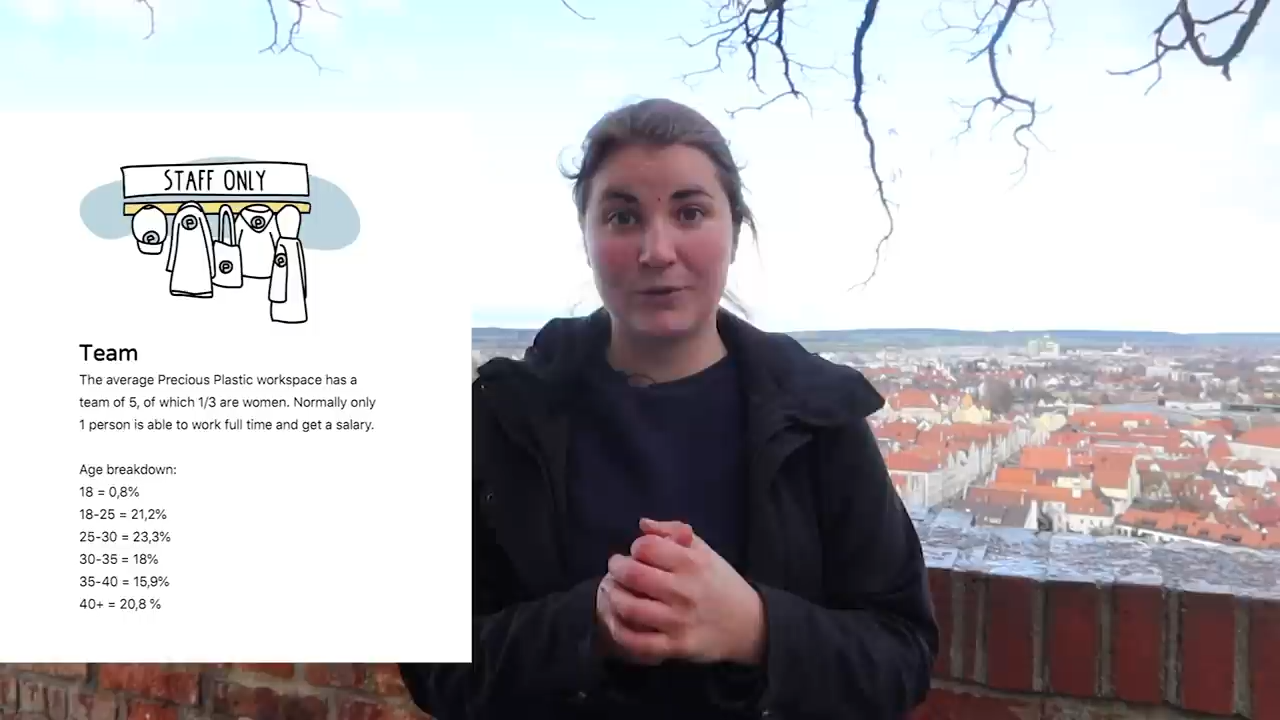 STAFF ONLY
Team
The average Precious Plastic workspace has a
team of 5, of which 1/3 are women. Normally only
1 person is able to work full time and get a salary.
Age breakdown:
18 = 0,8%
18-25 = 21,2%
25-30 = 23,3%
30-35 = 18%
35-40 = 15,9%
40+ = 20,8 %